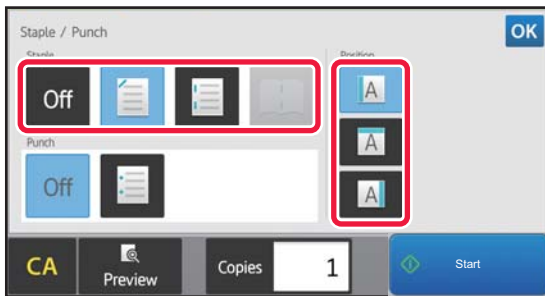 Staple / Punch
OK
Staple
Position
Off
A
A
A
Punch
Off
CA
Preview
Copies
1
Start